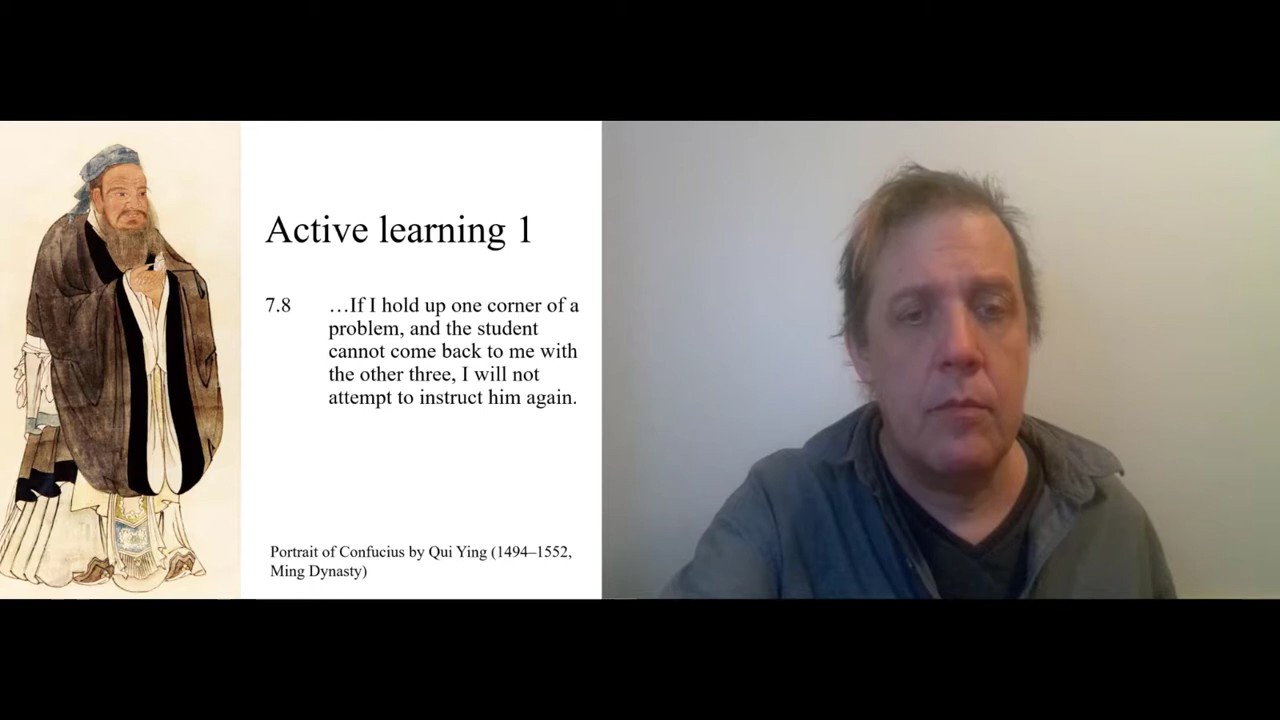 Active learning 1
7.8 …If I hold up one corner of a
problem, and the student
cannot come back to me with
the other three, I will not
attempt to instruct him again.
Portrait of Confucius by Qui Ying (1494–1552,
Ming Dynasty)